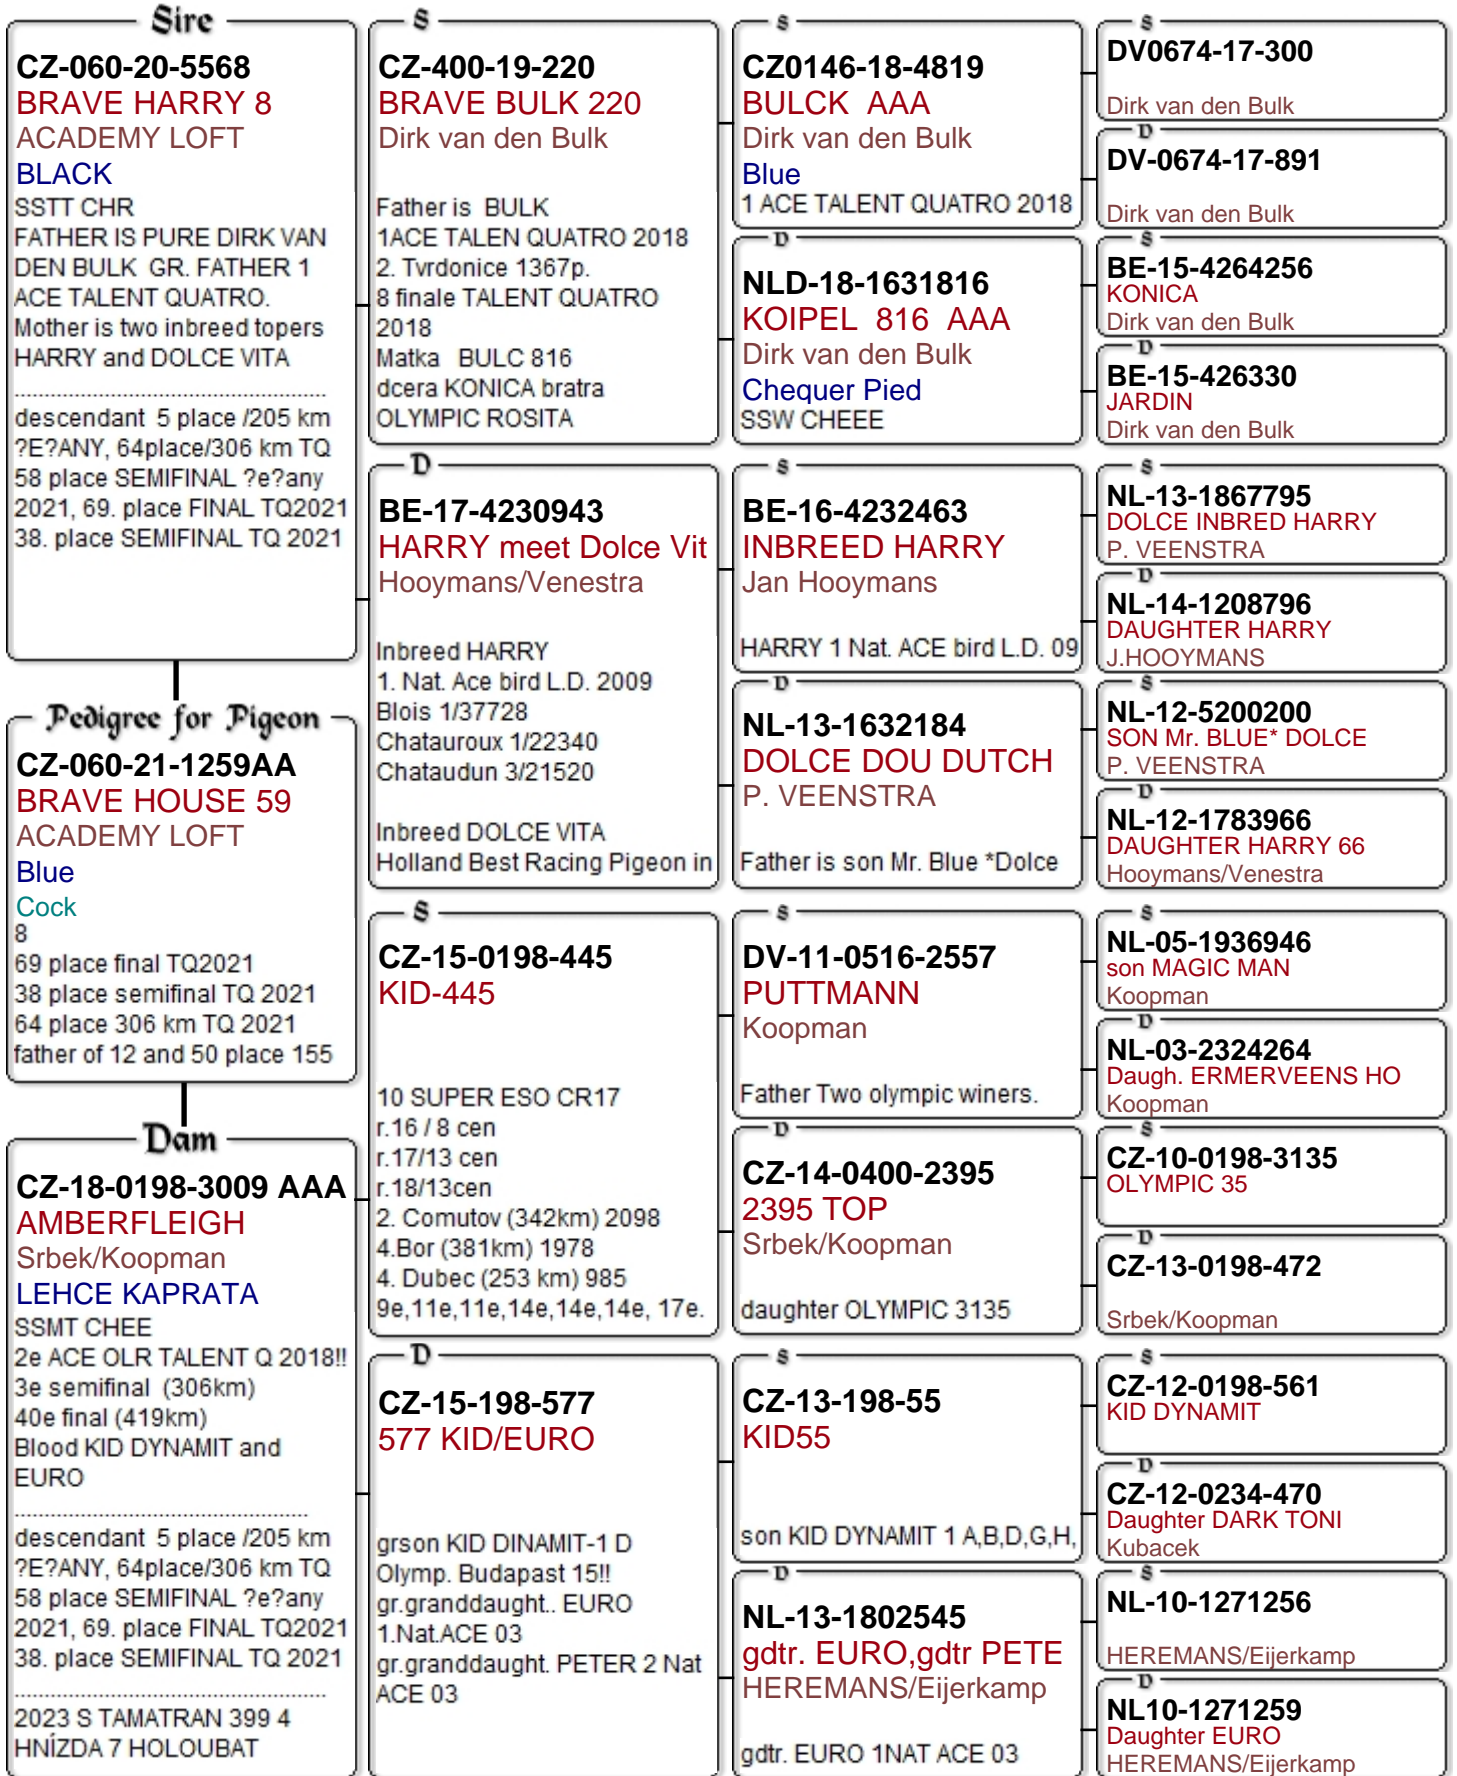 Sire
CZ-060-20-5568
BRAVE HARRY 8
ACADEMY LOFT
BLACK
SSTT CHR
FATHER IS PURE DIRK VAN
DEN BULK GR. FATHER 1
ACE TALENT QUATRO.
Mother is two inbreed topers
HARRY and DOLCE VITA
....................................................
descendant 5 place /205 km
?E?ANY, 64place/306 km TQ
58 place SEMIFINAL ?e?any
2021, 69. place FINAL TQ2021
38. place SEMIFINAL TQ 2021
Pedigree for Pigeon
CZ-060-21-1259AA
BRAVE HOUSE 59
ACADEMY LOFT
Blue
Cock
8
69 place final TQ2021
38 place semifinal TQ 2021
64 place 306 km TQ 2021
father of 12 and 50 place 155
Dam
CZ-18-0198-3009 AAA
AMBERFLEIGH
Srbek/Koopman
LEHCE KAPRATA
SSMT CHEE
2e ACE OLR TALENT Q 2018!!
3e semifinal (306km)
40e final (419km)
Blood KID DYNAMIT and
EURO
.................................................
descendant 5 place /205 km
?E?ANY, 64place/306 km TQ
58 place SEMIFINAL ?e?any
2021, 69. place FINAL TQ2021
38. place SEMIFINAL TQ 2021
....................................................
2023 S TAMATRAN 399 4
HNÍZDA 7 HOLOUBAT
S
CZ-400-19-220
BRAVE BULK 220
Dirk van den Bulk
Father is BULK
1ACE TALEN QUATRO 2018
2. Tvrdonice 1367p.
8 finale TALENT QUATRO
2018
Matka BULC 816
dcera KONICA bratra
OLYMPIC ROSITA
D
BE-17-4230943
HARRY meet Dolce Vit
Hooymans/Venestra
Inbreed HARRY
1. Nat. Ace bird L.D. 2009
Blois 1/37728
Chatauroux 1/22340
Chataudun 3/21520
Inbreed DOLCE VITA
Holland Best Racing Pigeon in
S
CZ-15-0198-445
KID-445
10 SUPER ESO CR17
r.16 / 8 cen
r.17/13 cen
r.18/13cen
2. Comutov (342km) 2098
4.Bor (381km) 1978
4. Dubec (253 km) 985
9e,11e,11e,14e,14e,14e, 17e.
D
CZ-15-198-577
577 KID/EURO
grson KID DINAMIT-1 D
Olymp. Budapast 15!!
gr.granddaught.. EURO
1.Nat.ACE 03
gr.granddaught. PETER 2 Nat
ACE 03
S
CZ0146-18-4819
BULCK AAA
Dirk van den Bulk
Blue
1 ACE TALENT QUATRO 2018
D
NLD-18-1631816
KOIPEL 816 AAA
Dirk van den Bulk
Chequer Pied
SSW CHEEE
S
BE-16-4232463
INBREED HARRY
Jan Hooymans
HARRY 1 Nat. ACE bird L.D. 09
D
NL-13-1632184
DOLCE DOU DUTCH
P. VEENSTRA
Father is son Mr. Blue *Dolce
S
DV-11-0516-2557
PUTTMANN
Koopman
Father Two olympic winers.
D
CZ-14-0400-2395
2395 TOP
Srbek/Koopman
daughter OLYMPIC 3135
S
CZ-13-198-55
KID55
son KID DYNAMIT 1 A,B,D,G,H,
D
NL-13-1802545
gdtr. EURO,gdtr PETE
HEREMANS/Eijerkamp
gdtr. EURO 1NAT ACE 03
S
DV0674-17-300
Dirk van den Bulk
D
DV-0674-17-891
Dirk van den Bulk
S
BE-15-4264256
KONICA
Dirk van den Bulk
D
BE-15-426330
JARDIN
Dirk van den Bulk
S
NL-13-1867795
DOLCE INBRED HARRY
P. VEENSTRA
D
NL-14-1208796
DAUGHTER HARRY
J.HOOYMANS
S
NL-12-5200200
SON Mr. BLUE* DOLCE
P. VEENSTRA
D
NL-12-1783966
DAUGHTER HARRY 66
Hooymans/Venestra
S
NL-05-1936946
son MAGIC MAN
Koopman
D
NL-03-2324264
Daugh. ERMERVEENS HO
Koopman
S
CZ-10-0198-3135
OLYMPIC 35
D
CZ-13-0198-472
Srbek/Koopman
S
CZ-12-0198-561
KID DYNAMIT
D
CZ-12-0234-470
Daughter DARK TONI
Kubacek
S
NL-10-1271256
HEREMANS/Eijerkamp
D
NL10-1271259
Daughter EURO
HEREMANS/Eijerkamp